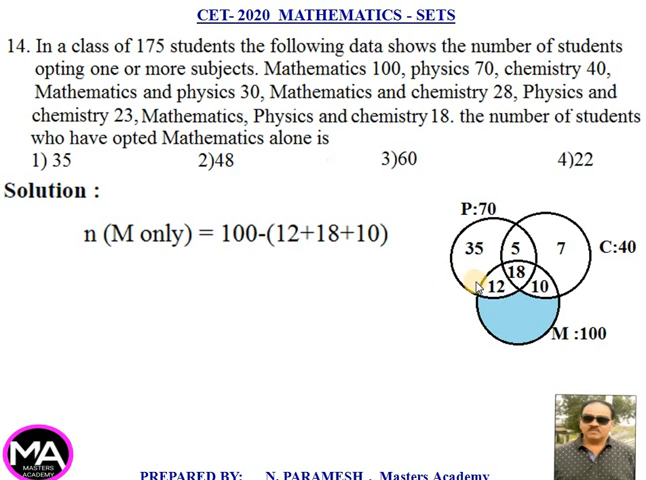 CET- 2020 MATHEMATICS - SETS
14. In a class of 175 students the following data shows the number of students
opting one or more subjects. Mathematics 100, physics 70, chemistry 40,
Mathematics and physics 30, Mathematics and chemistry 28, Physics and
chemistry 23, Mathematics, Physics and chemistry 18. the number of students
who have opted Mathematics alone is
1) 35 2)48 3)60 4)22
Solution :
n (M only) = 100-(12+18+10)
P:70
35 5 7 C:40
18
12 10
M :100
MA
MASTERS
ACADEMY
PREPARED BY: N. PARAMESH , Masters Academy